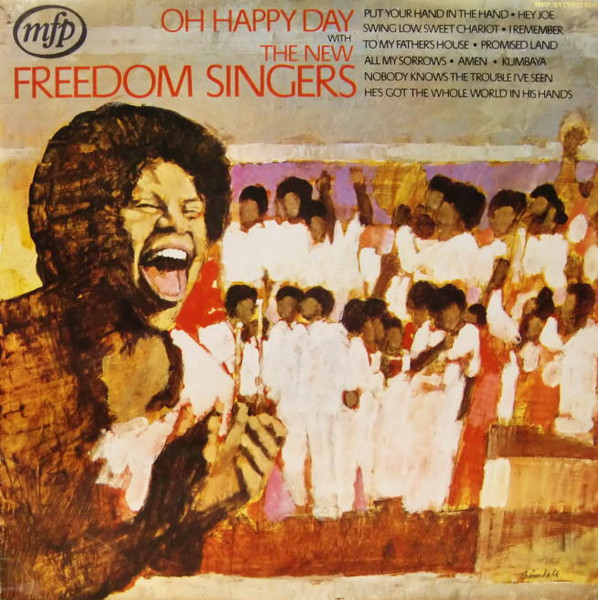 mfp
OH HAPPY DAY
WITH
THE NEW
FREEDOM SINGERS
PUT YOUR HAND IN THE HAND • HEY JOE
SWING LOW, SWEET CHARIOT • I REMEMBER
TO MY FATHER'S HOUSE • PROMISED LAND
ALL MY SORROWS • AMEN • KUMBAYA
NOBODY KNOWS THE TROUBLE I'VE SEEN
HE'S GOT THE WHOLE WORLD IN HIS HANDS